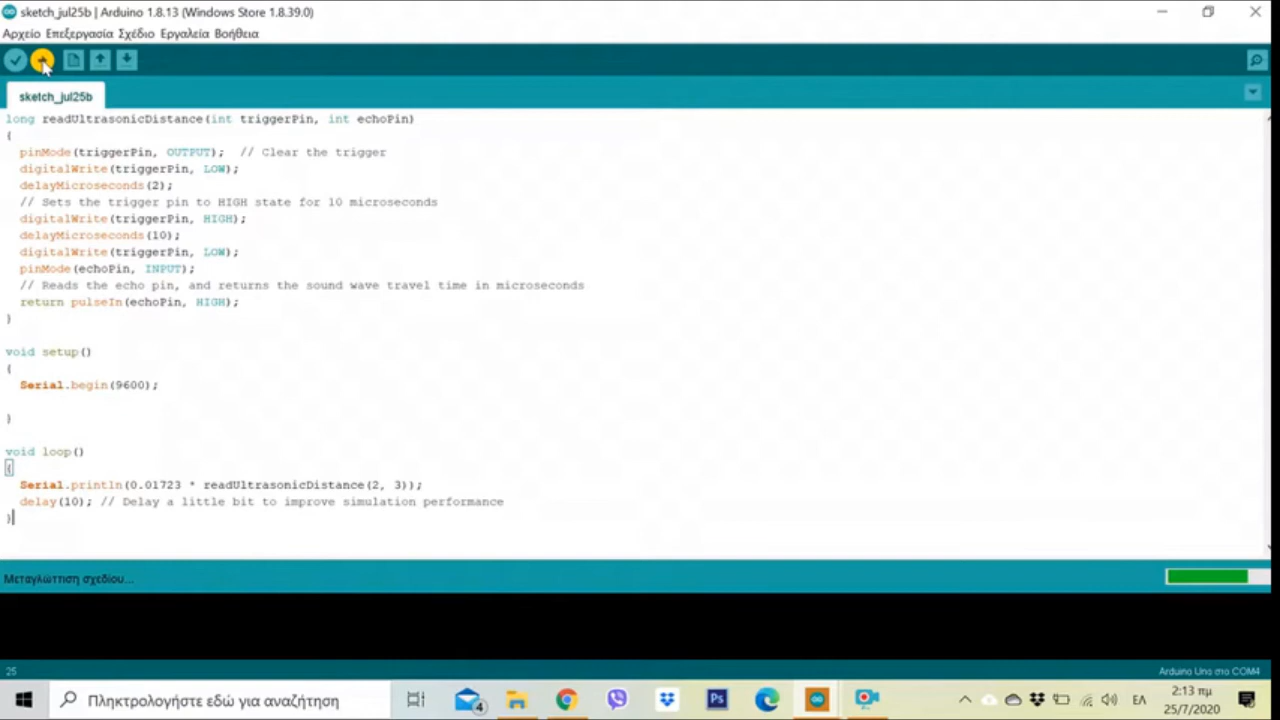 sketch_jul25b | Arduino 1.8.13 (Windows Store 1.8.39.0)
Αρχείο Επεξεργασία Σχέδιο Εργαλεία Βοήθεια
sketch_jul25b
long readUltrasonicDistance(int triggerPin, int echoPin)
{
  pinMode(triggerPin, OUTPUT);  // Clear the trigger
  digitalWrite(triggerPin, LOW);
  delayMicroseconds(2);
  // Sets the trigger pin to HIGH state for 10 microseconds
  digitalWrite(triggerPin, HIGH);
  delayMicroseconds(10);
  digitalWrite(triggerPin, LOW);
  pinMode(echoPin, INPUT);
  // Reads the echo pin, and returns the sound wave travel time in microseconds
  return pulseIn(echoPin, HIGH);
}
void setup()
{
  Serial.begin(9600);
}
void loop()
{
  Serial.println(0.01723 * readUltrasonicDistance(2, 3));
  delay(10); // Delay a little bit to improve simulation performance
}
Μεταγλώττιση σχεδίου...
25
Arduino Uno στο COM4
Πληκτρολογήστε εδώ για αναζήτηση
4
Ps
ΕΛ
2:13 πμ
25/7/2020